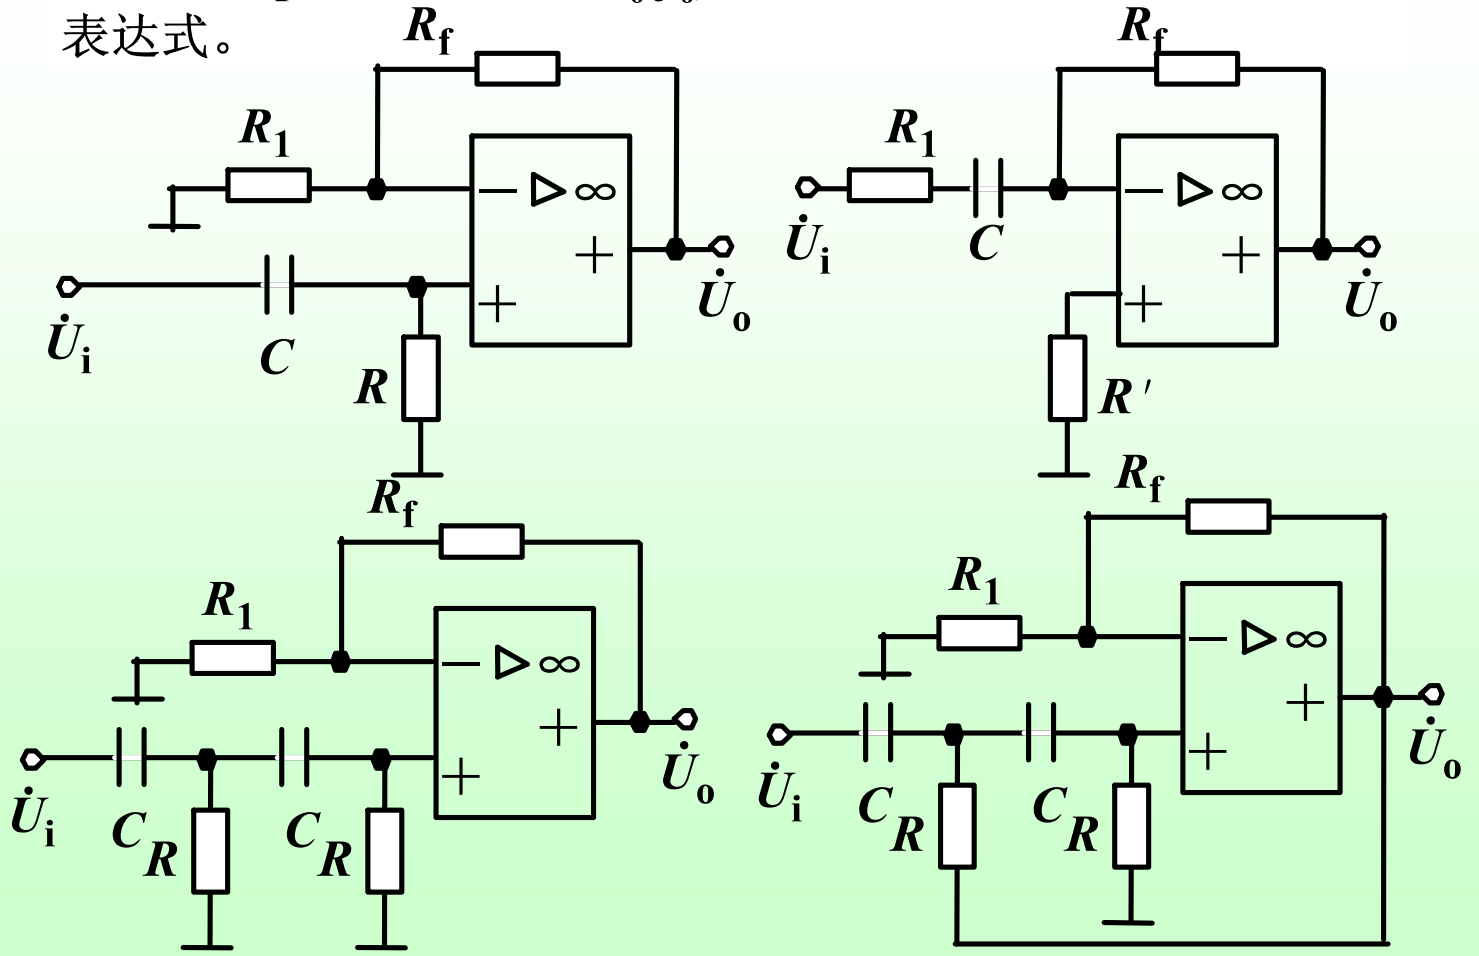 表达式。
Rf
R1
− ▷ ∞
+
+
U̇i
C
R
U̇o
Rf
R1
C
− ▷ ∞
+
+
U̇i
R′
U̇o
Rf
R1
− ▷ ∞
+
+
U̇i
C
R
C
R
U̇o
Rf
R1
− ▷ ∞
+
+
U̇i
C
R
C
R
U̇o